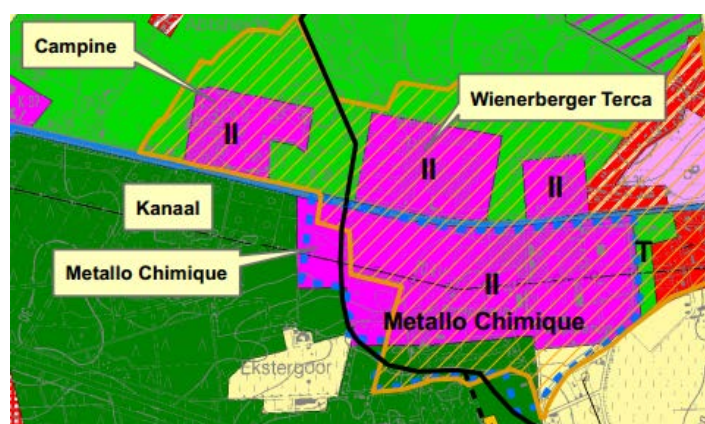 Campine
Wienerberger Terca
II
II
II
Kanaal
Metallo Chimique
T
II
Metallo Chimique
Ekstergoor